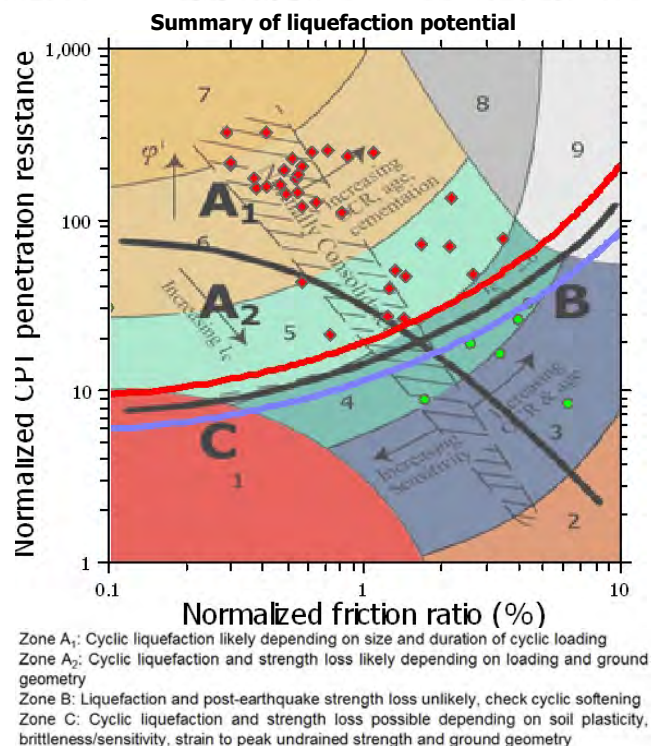 Summary of liquefaction potential
Normalized CPT penetration resistance
1,000
100
10
1
7
8
9
φ'
A1
Increasing
cementation
6
A2
Increasing Ic
5
B
4
Increasing
OCR & age
3
Increasing
Sensitivity
C
1
2
0.1
1
10
Normalized friction ratio (%)
Zone A1: Cyclic liquefaction likely depending on size and duration of cyclic loading
Zone A2: Cyclic liquefaction and strength loss likely depending on loading and ground
geometry
Zone B: Liquefaction and post-earthquake strength loss unlikely, check cyclic softening
Zone C: Cyclic liquefaction and strength loss possible depending on soil plasticity,
brittleness/sensitivity, strain to peak undrained strength and ground geometry